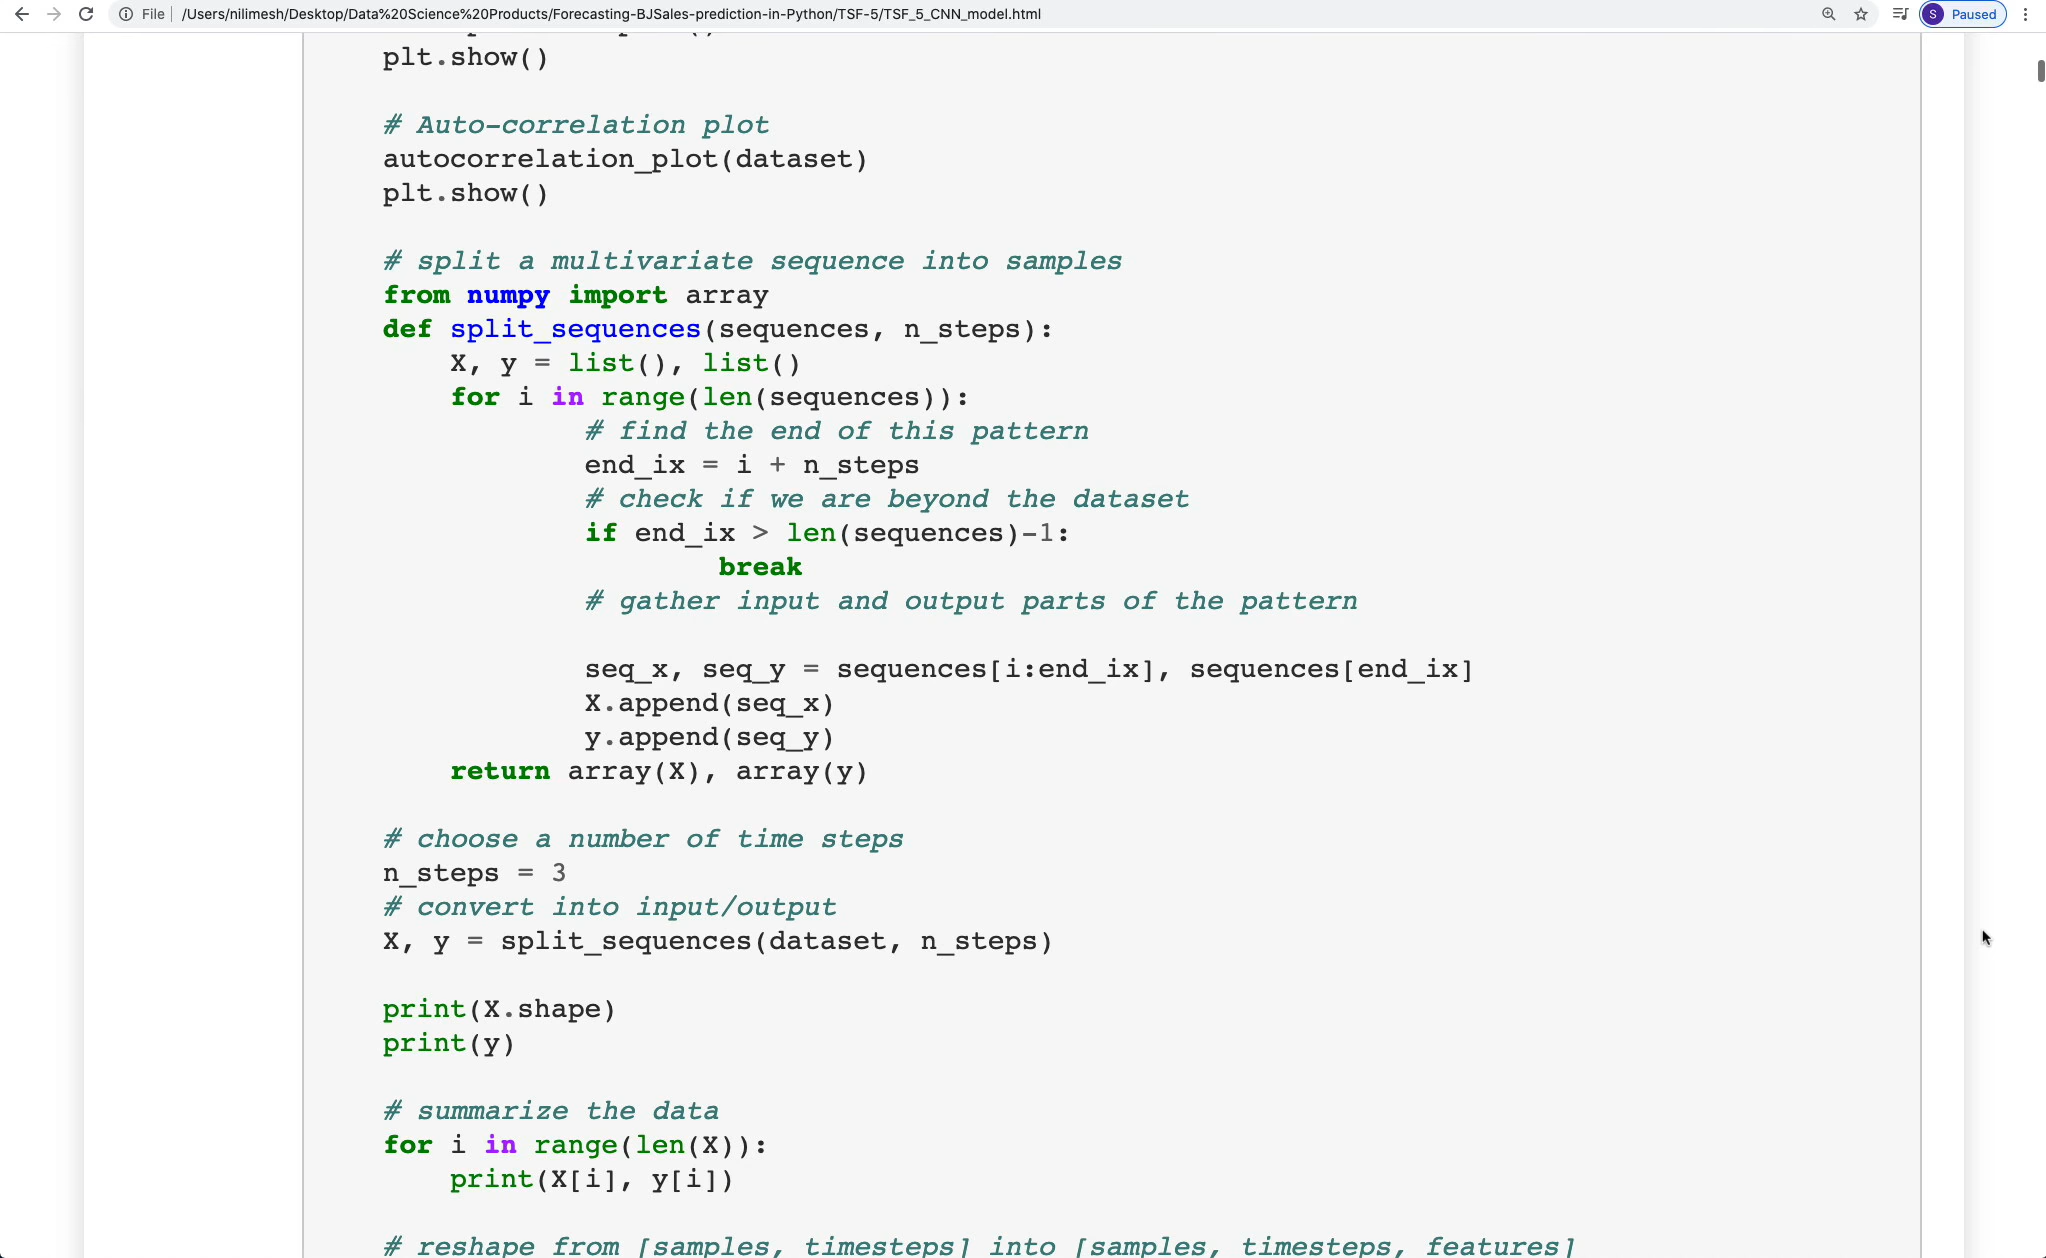 File
/Users/nilimesh/Desktop/Data%20Science%20Products/Forecasting-BJSales-prediction-in-Python/TSF-5/TSF_5_CNN_model.html
S Paused
plt.show()
# Auto-correlation plot
autocorrelation_plot(dataset)
plt.show()
# split a multivariate sequence into samples
from numpy import array
def split_sequences(sequences, n_steps):
X, y = list(), list()
for i in range(len(sequences)):
# find the end of this pattern
end_ix = i + n_steps
# check if we are beyond the dataset
if end_ix > len(sequences)-1:
break
# gather input and output parts of the pattern
seq_x, seq_y = sequences[i:end_ix], sequences[end_ix]
X.append(seq_x)
y.append(seq_y)
return array(X), array(y)
# choose a number of time steps
n_steps = 3
# convert into input/output
X, y = split_sequences(dataset, n_steps)
print(X.shape)
print(y)
# summarize the data
for i in range(len(X)):
print(X[i], y[i])
# reshape from [samples, timesteps] into [samples, timesteps, features]